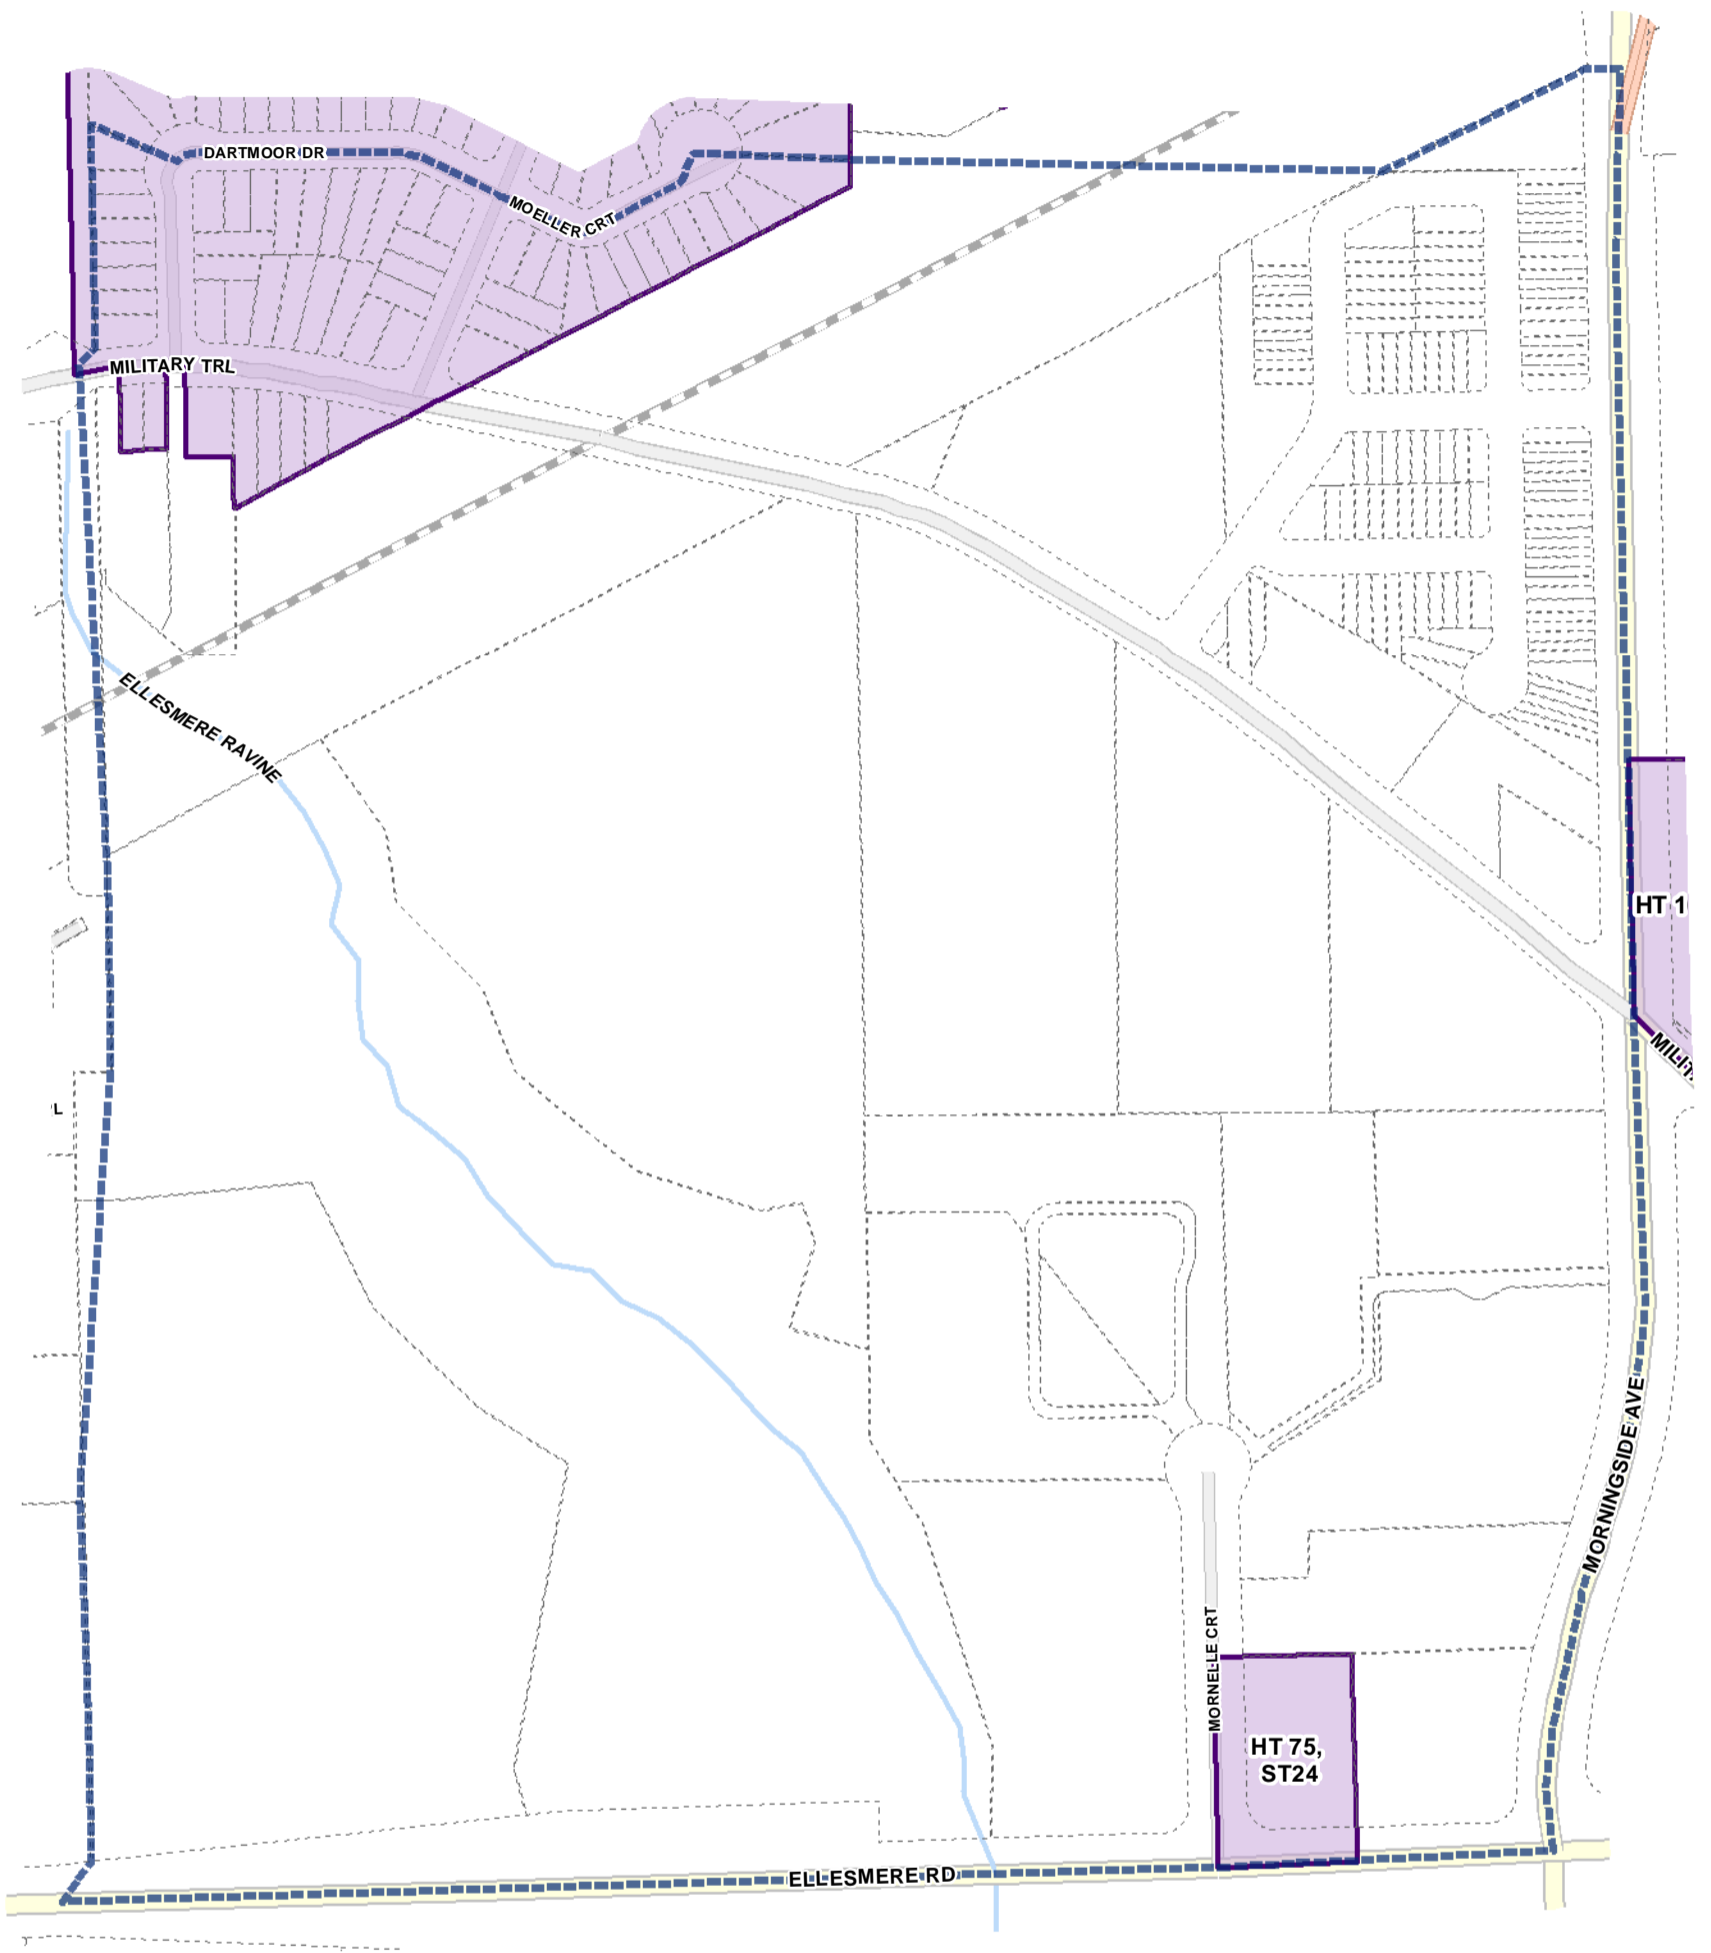 DARTMOOR DR
MOELLER CRT
MILITARY TRL
ELLESMERE RAVINE
HT 1
MILIT
L
MORNINGSIDE AVE
MORNELLE CRT
HT 75,
ST24
ELLESMERE RD